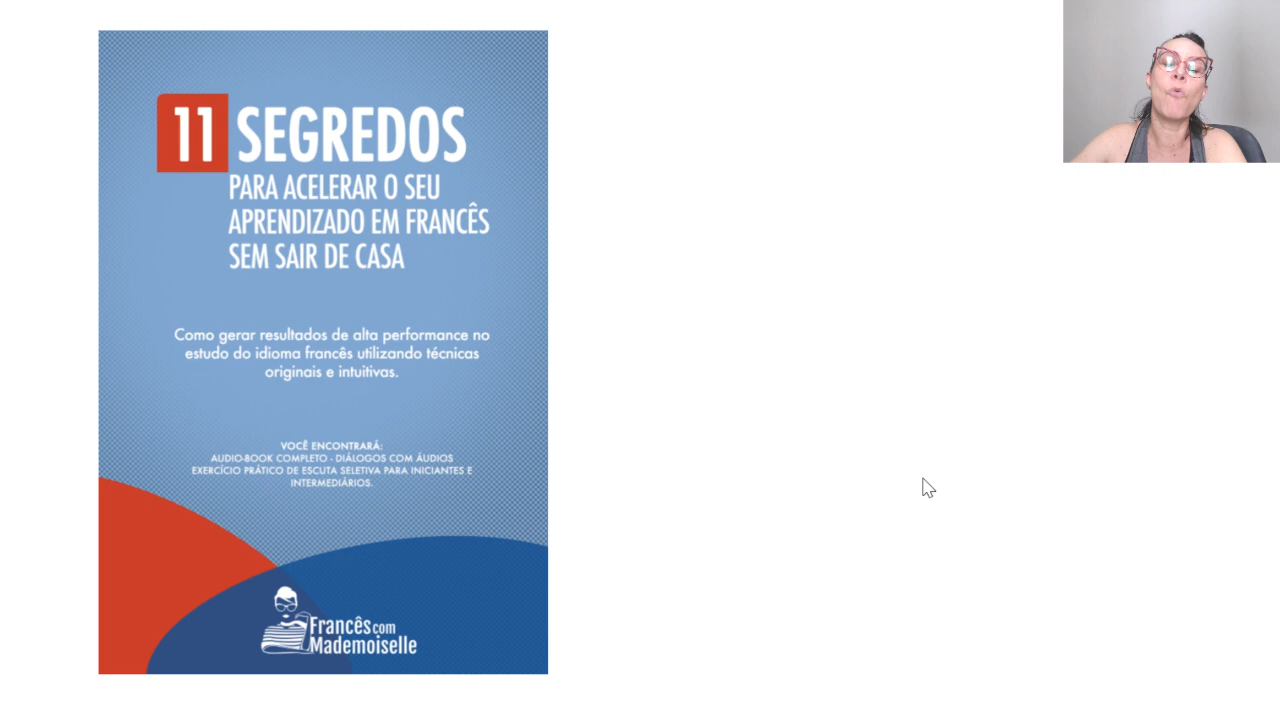 11 SEGREDOS
PARA ACELERAR O SEU
APRENDIZADO EM FRANCÊS
SEM SAIR DE CASA
Como gerar resultados de alta performance no
estudo do idioma francês utilizando técnicas
originais e intuitivas.
VOCÊ ENCONTRARÁ:
AUDIO-BOOK COMPLETO - DIÁLOGOS COM ÁUDIOS
EXERCÍCIO PRÁTICO DE ESCUTA SELETIVA PARA INICIANTES E
INTERMEDIÁRIOS.
Francês com
Mademoiselle